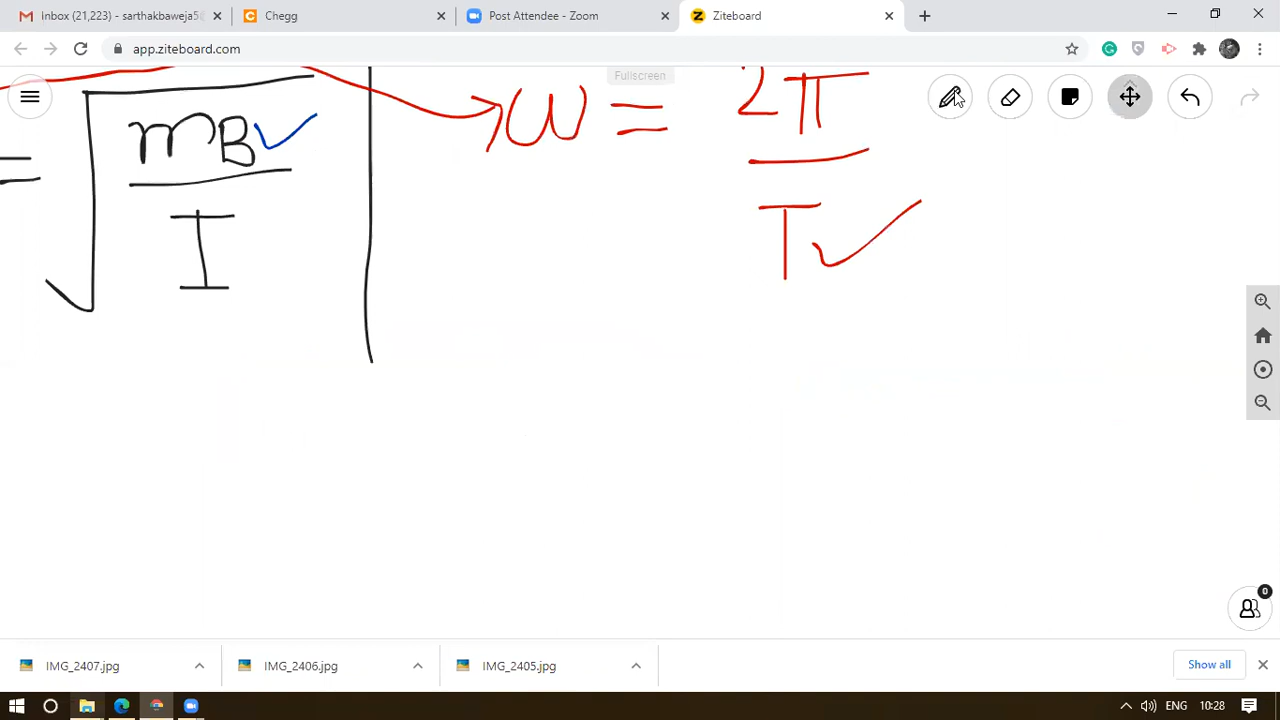 Inbox (21,223) - sarthakbaweja5
Chegg
Post Attendee - Zoom
Ziteboard
app.ziteboard.com
Fullscreen
= √mB/I
ω = 2π/T
0
IMG_2407.jpg
IMG_2406.jpg
IMG_2405.jpg
Show all
ENG
10:28